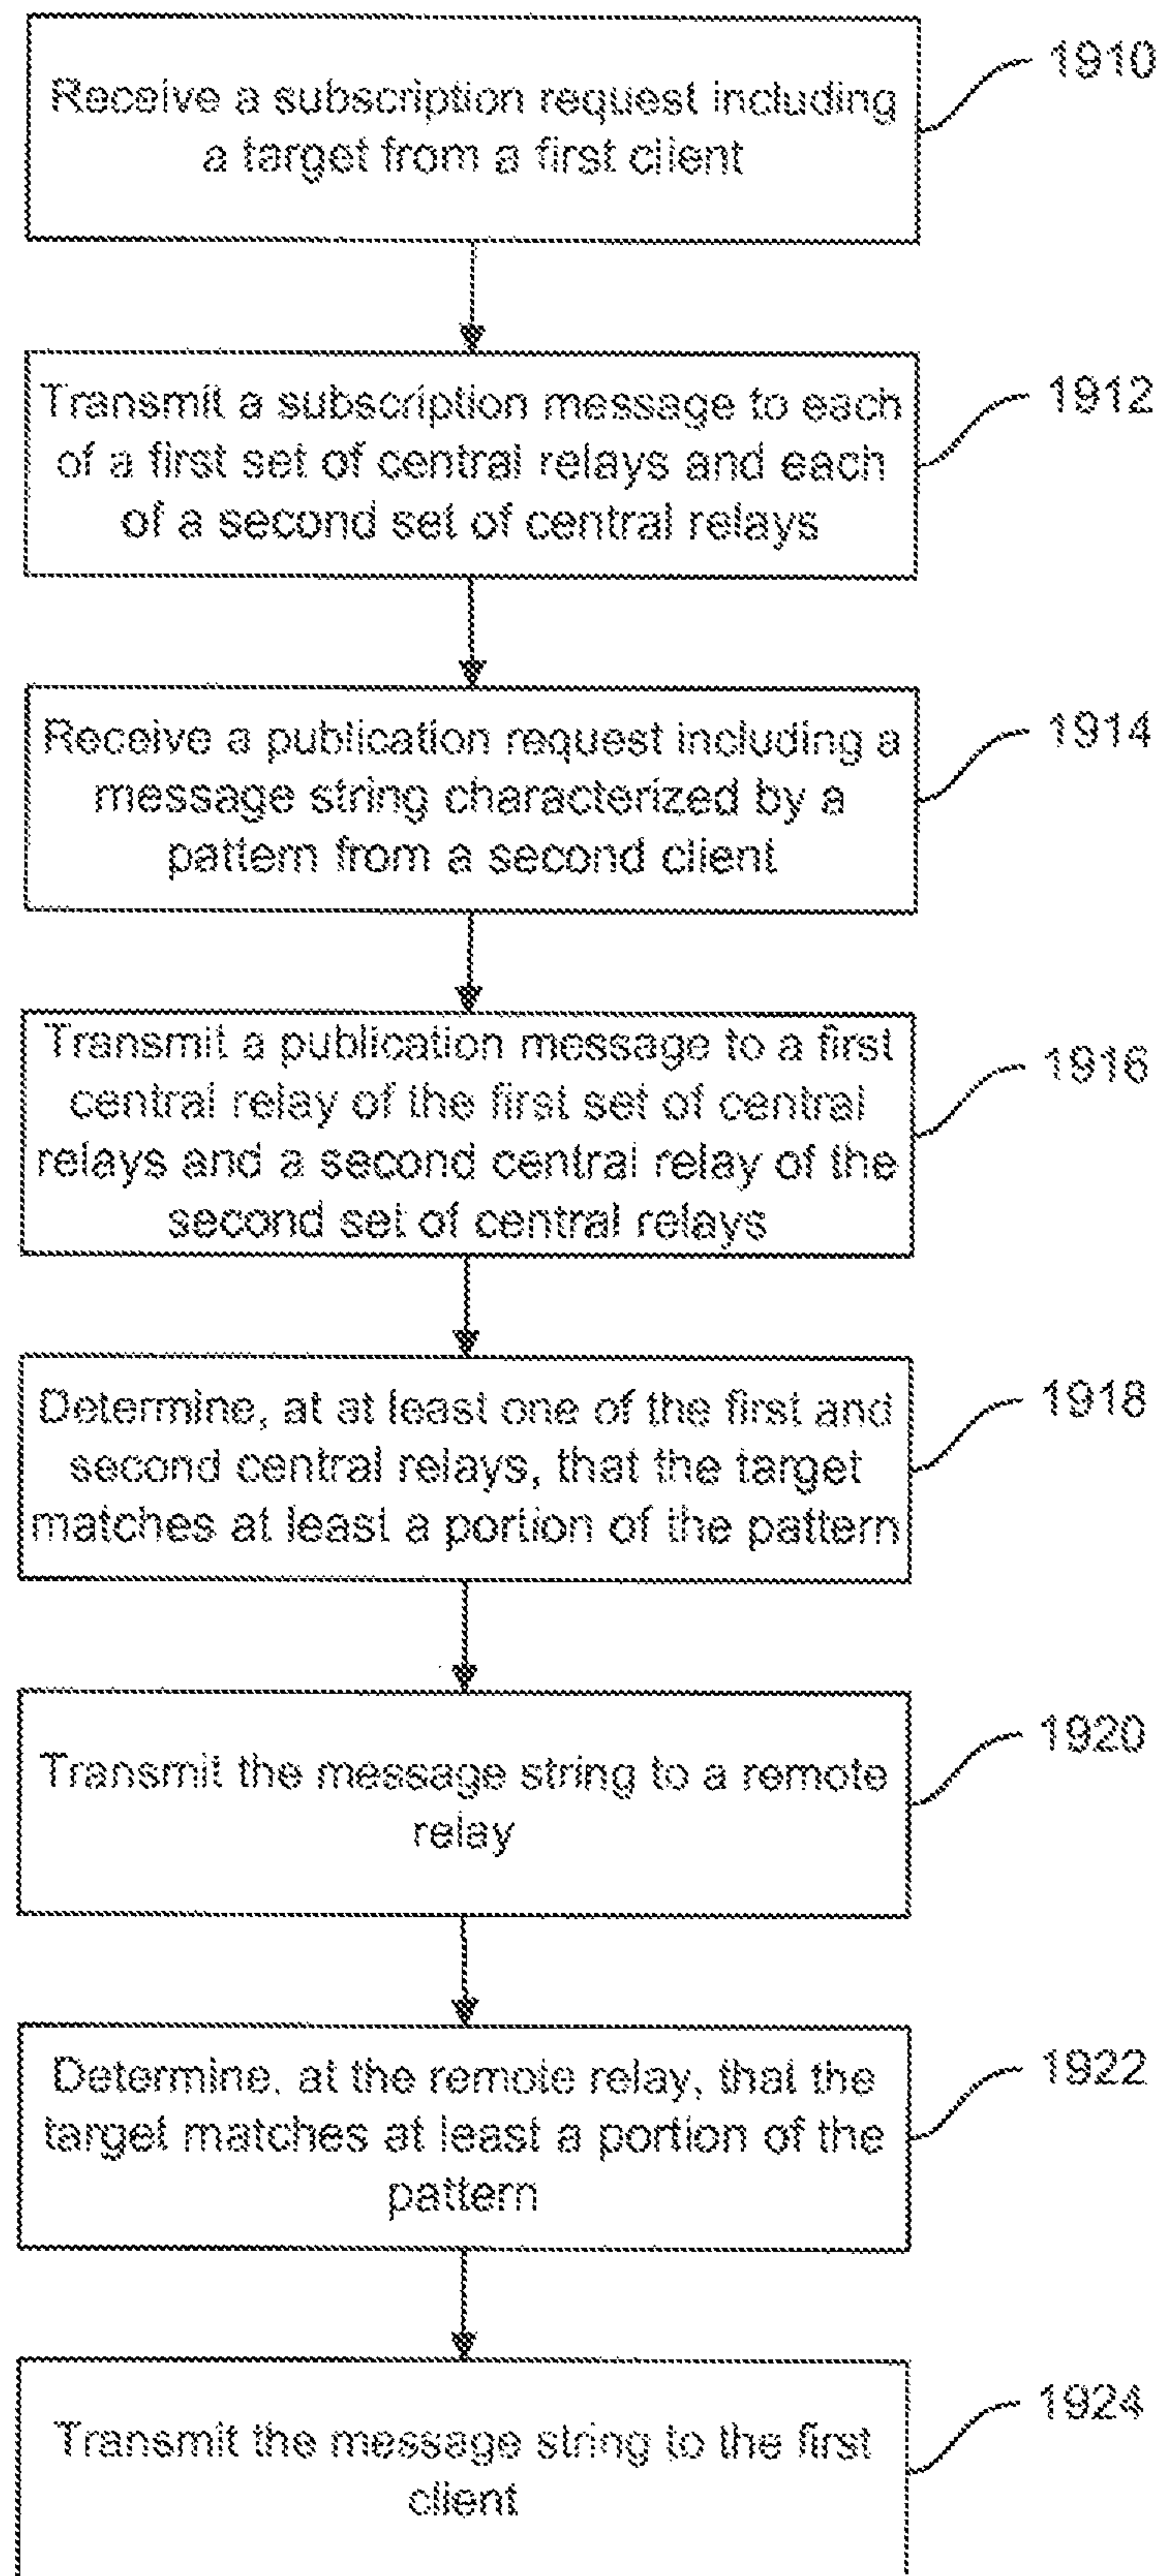 Receive a subscription request including
a target from a first client
1910
Transmit a subscription message to each
of a first set of central relays and each
of a second set of central relays
1912
Receive a publication request including a
message string characterized by a
pattern from a second client
1914
Transmit a publication message to a first
central relay of the first set of central
relays and a second central relay of the
second set of central relays
1916
Determine, at at least one of the first and
second central relays, that the target
matches at least a portion of the pattern
1918
Transmit the message string to a remote
relay
1920
Determine, at the remote relay, that the
target matches at least a portion of the
pattern
1922
Transmit the message string to the first
client
1924